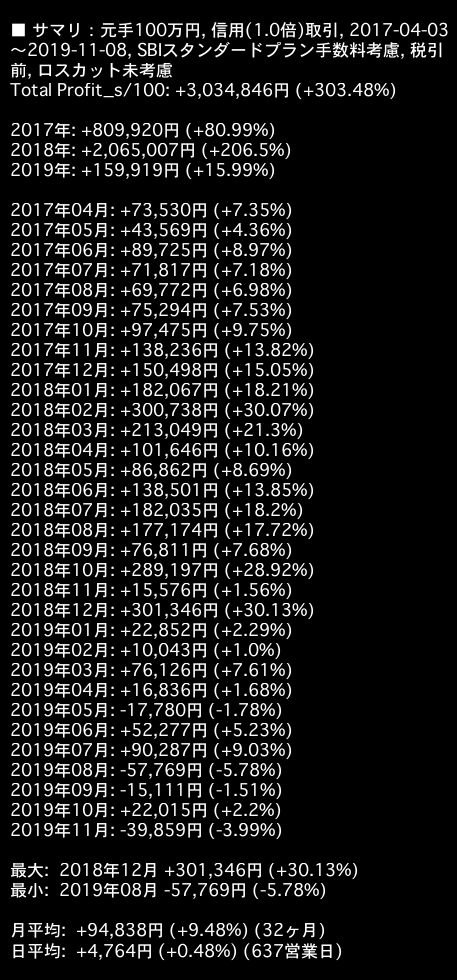 ■ サマリ：元手100万円, 信用(1.0倍)取引, 2017-04-03
〜2019-11-08, SBIスタンダードプラン手数料考慮, 税引
前, ロスカット未考慮
Total Profit_s/100: +3,034,846円 (+303.48%)
2017年: +809,920円 (+80.99%)
2018年: +2,065,007円 (+206.5%)
2019年: +159,919円 (+15.99%)
2017年04月: +73,530円 (+7.35%)
2017年05月: +43,569円 (+4.36%)
2017年06月: +89,725円 (+8.97%)
2017年07月: +71,817円 (+7.18%)
2017年08月: +69,772円 (+6.98%)
2017年09月: +75,294円 (+7.53%)
2017年10月: +97,475円 (+9.75%)
2017年11月: +138,236円 (+13.82%)
2017年12月: +150,498円 (+15.05%)
2018年01月: +182,067円 (+18.21%)
2018年02月: +300,738円 (+30.07%)
2018年03月: +213,049円 (+21.3%)
2018年04月: +101,646円 (+10.16%)
2018年05月: +86,862円 (+8.69%)
2018年06月: +138,501円 (+13.85%)
2018年07月: +182,035円 (+18.2%)
2018年08月: +177,174円 (+17.72%)
2018年09月: +76,811円 (+7.68%)
2018年10月: +289,197円 (+28.92%)
2018年11月: +15,576円 (+1.56%)
2018年12月: +301,346円 (+30.13%)
2019年01月: +22,852円 (+2.29%)
2019年02月: +10,043円 (+1.0%)
2019年03月: +76,126円 (+7.61%)
2019年04月: +16,836円 (+1.68%)
2019年05月: -17,780円 (-1.78%)
2019年06月: +52,277円 (+5.23%)
2019年07月: +90,287円 (+9.03%)
2019年08月: -57,769円 (-5.78%)
2019年09月: -15,111円 (-1.51%)
2019年10月: +22,015円 (+2.2%)
2019年11月: -39,859円 (-3.99%)
最大: 2018年12月 +301,346円 (+30.13%)
最小: 2019年08月 -57,769円 (-5.78%)
月平均: +94,838円 (+9.48%) (32ヶ月)
日平均: +4,764円 (+0.48%) (637営業日)